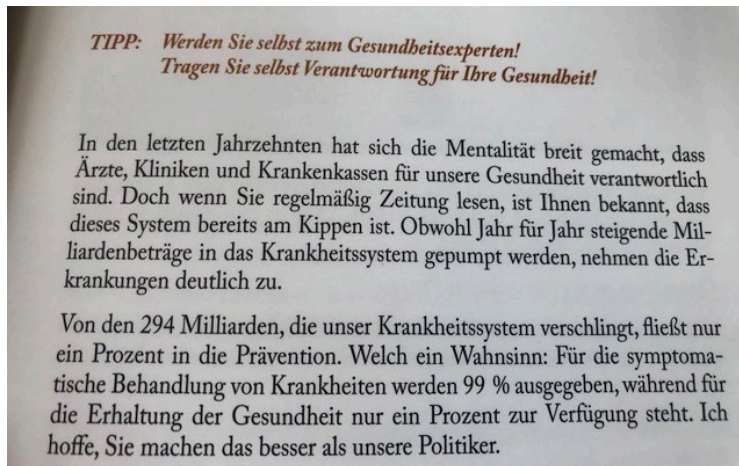 TIPP: Werden Sie selbst zum Gesundheitsexperten!
Tragen Sie selbst Verantwortung für Ihre Gesundheit!
In den letzten Jahrzehnten hat sich die Mentalität breit gemacht, dass
Ärzte, Kliniken und Krankenkassen für unsere Gesundheit verantwortlich
sind. Doch wenn Sie regelmäßig Zeitung lesen, ist Ihnen bekannt, dass
dieses System bereits am Kippen ist. Obwohl Jahr für Jahr steigende Mil-
liardenbeträge in das Krankheitssystem gepumpt werden, nehmen die Er-
krankungen deutlich zu.
Von den 294 Milliarden, die unser Krankheitssystem verschlingt, fließt nur
ein Prozent in die Prävention. Welch ein Wahnsinn: Für die symptoma-
tische Behandlung von Krankheiten werden 99 % ausgegeben, während für
die Erhaltung der Gesundheit nur ein Prozent zur Verfügung steht. Ich
hoffe, Sie machen das besser als unsere Politiker.